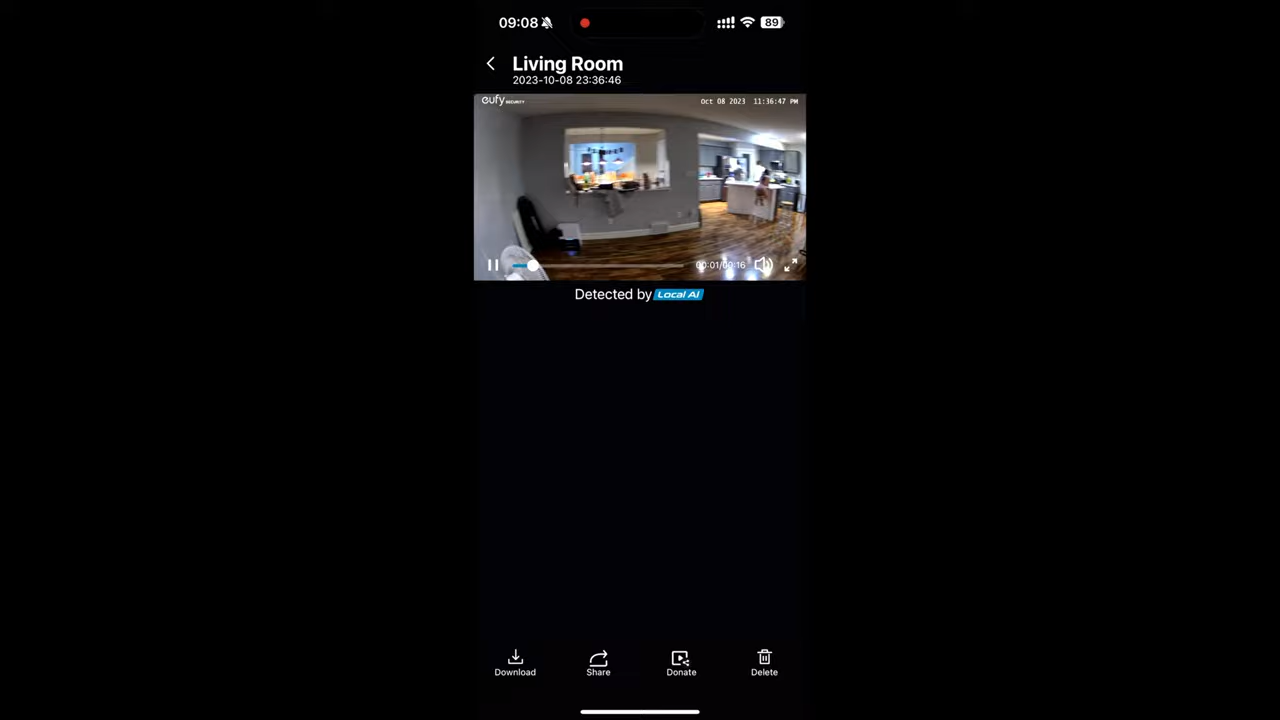 09:08
89
Living Room
2023-10-08 23:36:46
eufy SECURITY
Oct 08 2023 11:36:47 PM
00:01/00:16
Detected by Local AI
Download
Share
Donate
Delete